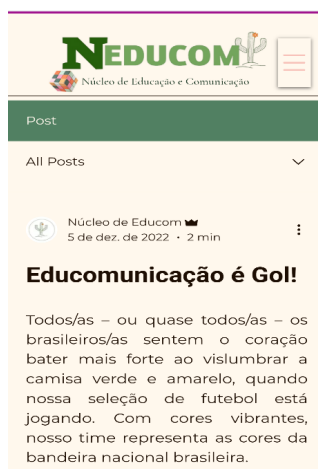 NEDUCOM
Núcleo de Educação e Comunicação
Post
All Posts
Núcleo de Educom
5 de dez. de 2022 · 2 min
Educomunicação é Gol!
Todos/as – ou quase todos/as – os
brasileiros/as sentem o coração
bater mais forte ao vislumbrar a
camisa verde e amarelo, quando
nossa seleção de futebol está
jogando. Com cores vibrantes,
nosso time representa as cores da
bandeira nacional brasileira.